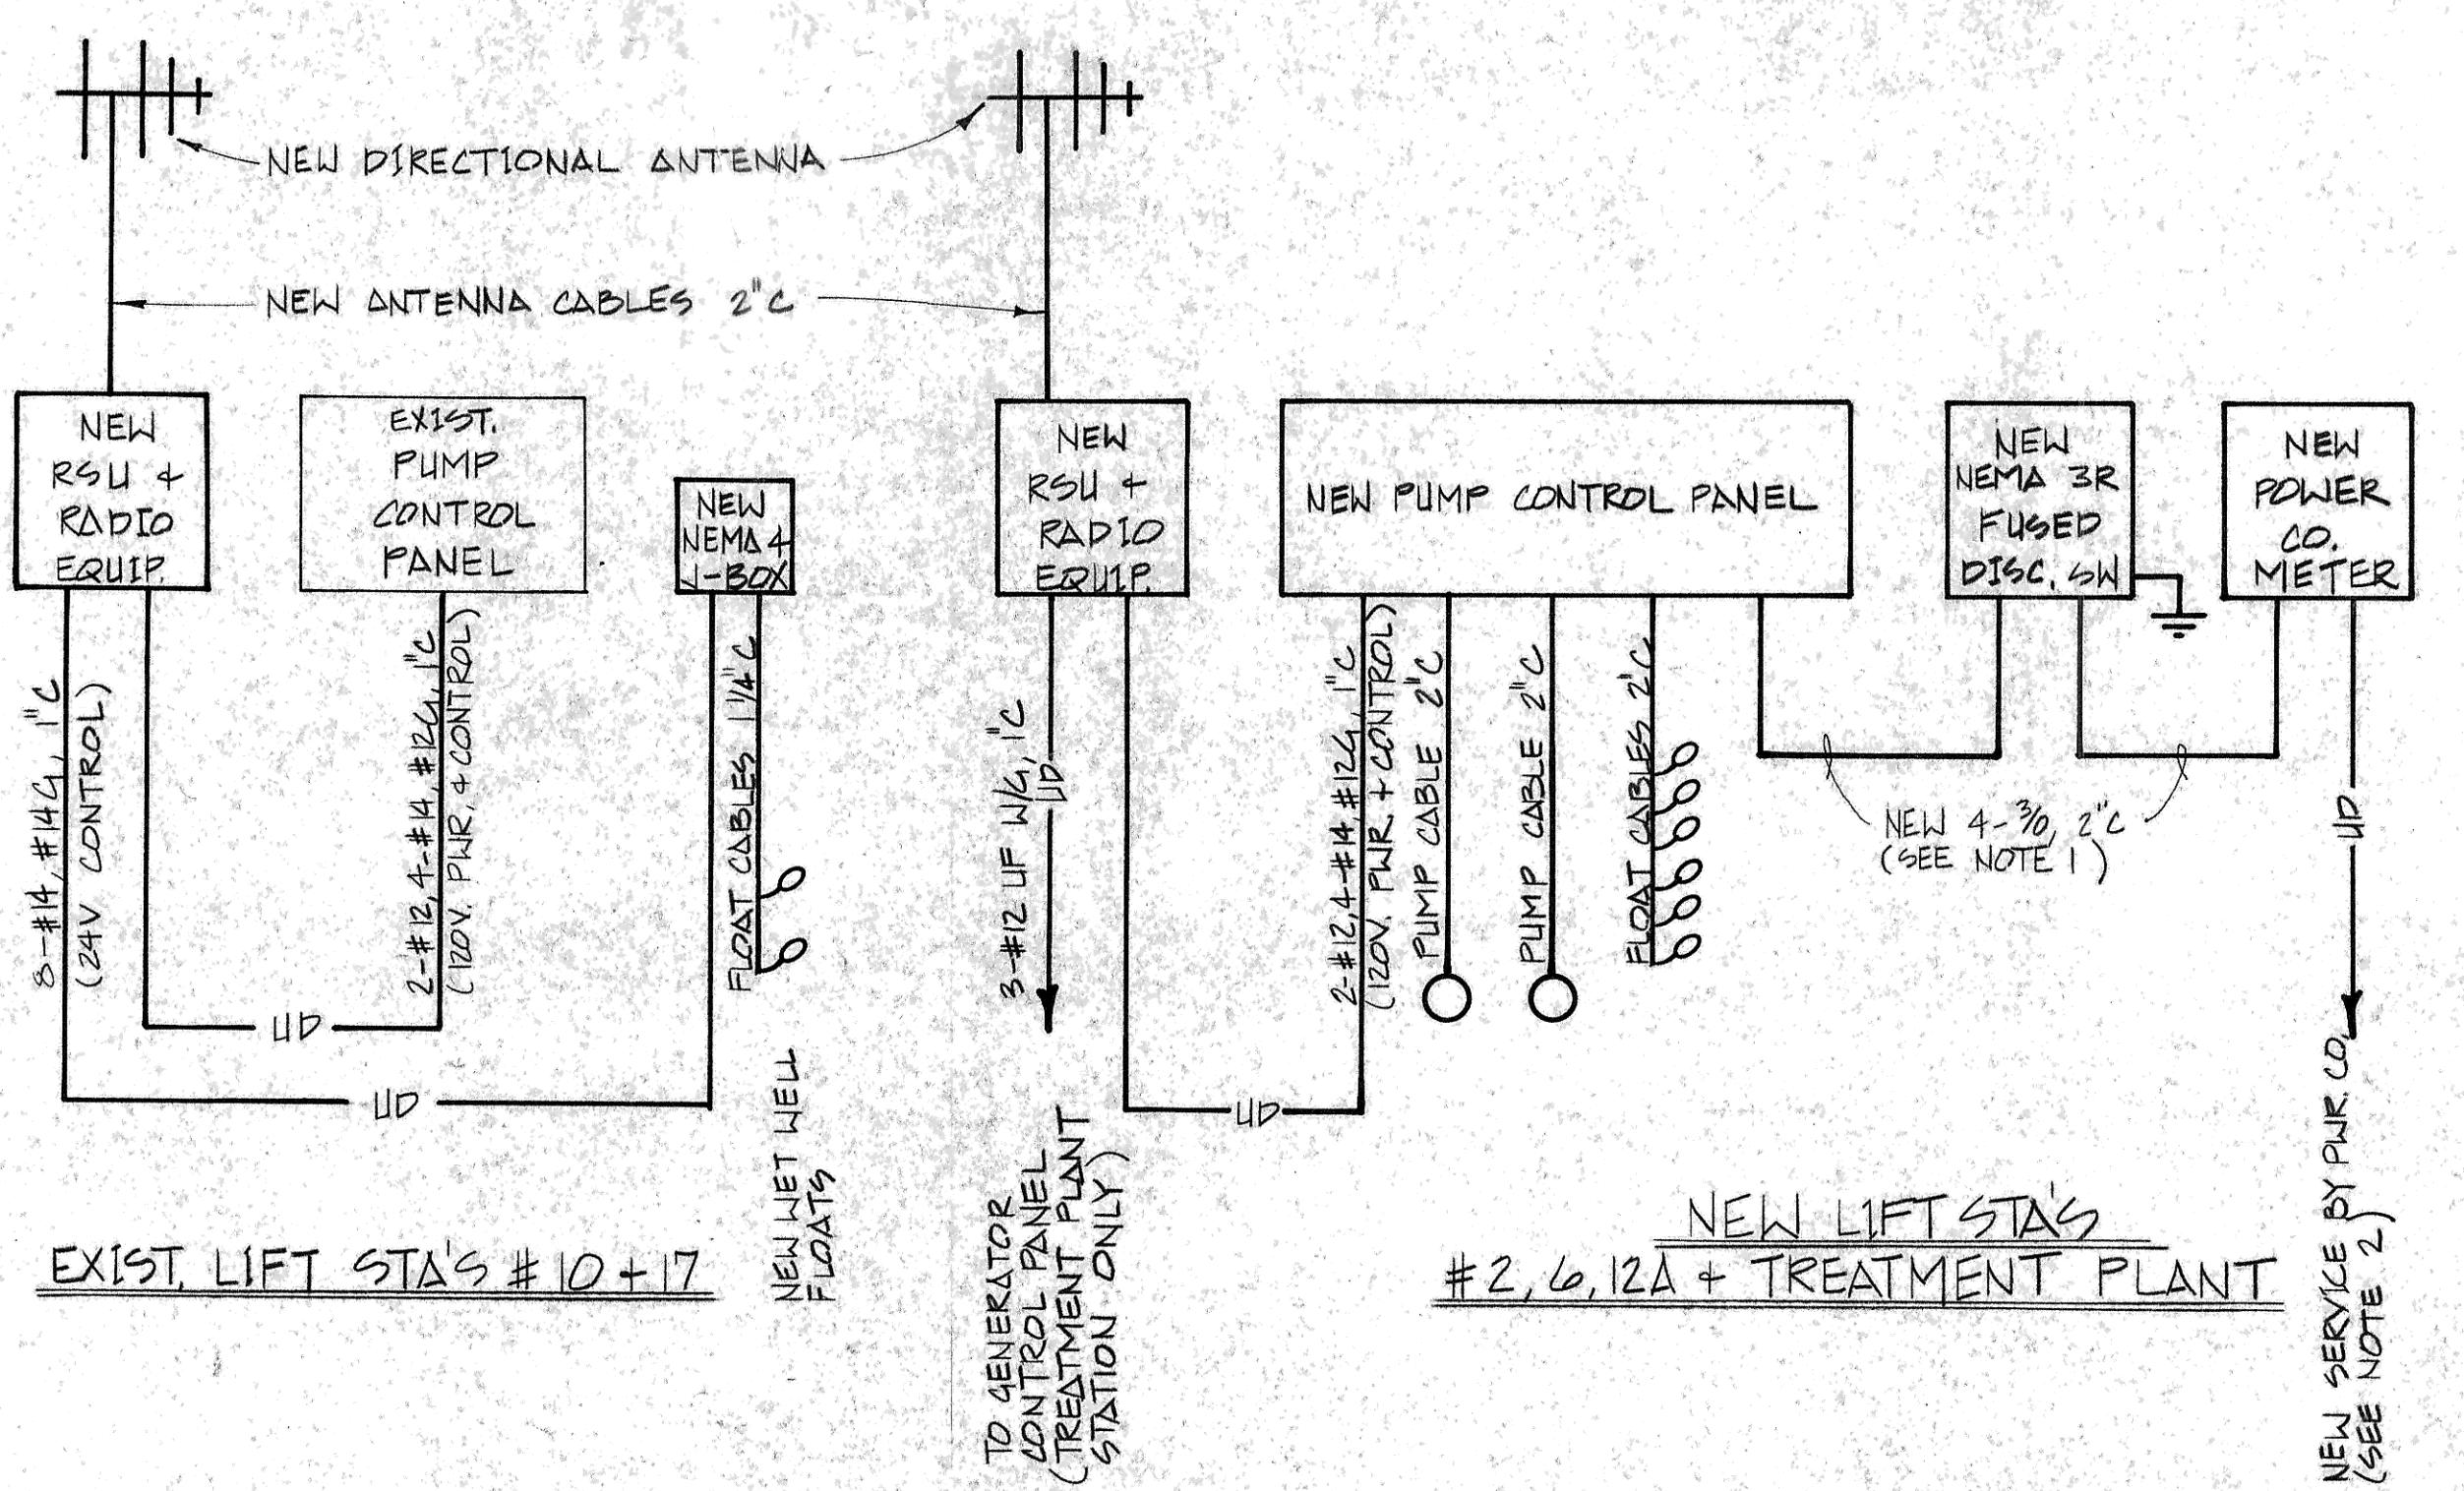 NEW DIRECTIONAL ANTENNA
NEW ANTENNA CABLES 2"C
NEW
RSU +
RADIO
EQUIP.
EXIST.
PUMP
CONTROL
PANEL
NEW
NEMA 4
J-BOX
NEW
RSU +
RADIO
EQUIP.
NEW PUMP CONTROL PANEL
NEW
NEMA 3R
FUSED
DISC. SW
NEW
POWER
CO.
METER
8-#14, #14G, 1"C
(24V CONTROL)
2-#12, 4-#14, #12G, 1"C
(120V. PWR. + CONTROL)
FLOAT CABLES 1 1/4"C
UD
UD
NEW WET WELL
FLOATS
3-#12 UF W/G, 1"C
UD
TO GENERATOR
CONTROL PANEL
(TREATMENT PLANT
STATION ONLY)
2-#12, 4-#14, #12G, 1"C
(120V. PWR. + CONTROL)
UD
PUMP CABLE 2"C
PUMP CABLE 2"C
FLOAT CABLES 2"C
NEW 4-3/0, 2"C
(SEE NOTE 1)
UD
NEW SERVICE BY PWR. CO.
(SEE NOTE 2)
EXIST. LIFT STA'S #10+17
NEW LIFT STA'S
#2, 6, 12A + TREATMENT PLANT